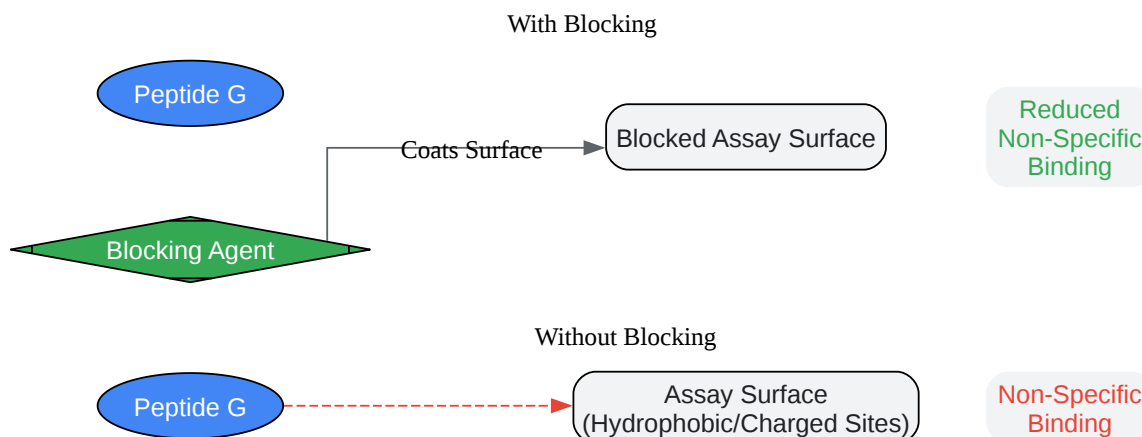 With Blocking
Peptide G
Coats Surface
Blocked Assay Surface
Reduced
Non-Specific
Binding
Blocking Agent
Without Blocking
Peptide G
Assay Surface
(Hydrophobic/Charged Sites)
Non-Specific
Binding